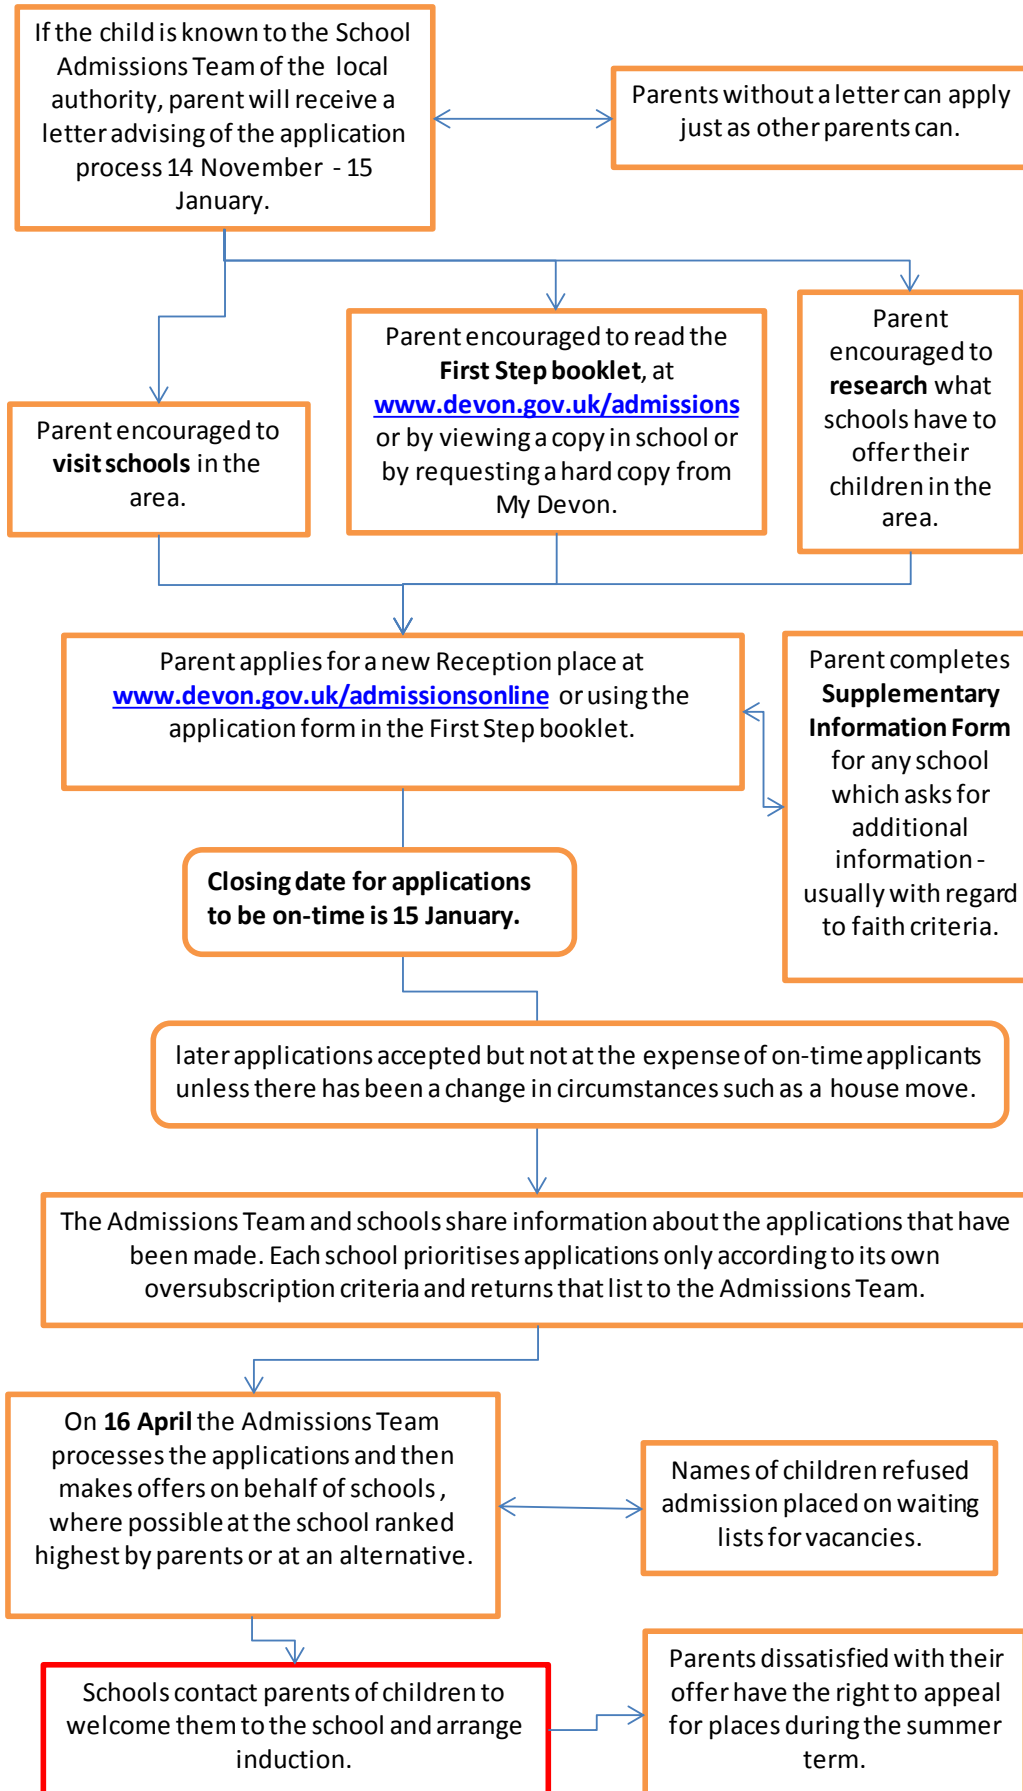 If the child is known to the School
Admissions Team of the local
authority, parent will receive a
letter advising of the application
process 14 November - 15
January.
Parents without a letter can apply
just as other parents can.
Parent encouraged to
visit schools in the
area.
Parent encouraged to read the
First Step booklet, at
www.devon.gov.uk/admissions
or by viewing a copy in school or
by requesting a hard copy from
My Devon.
Parent
encouraged to
research what
schools have to
offer their
children in the
area.
Parent applies for a new Reception place at
www.devon.gov.uk/admissionsonline or using the
application form in the First Step booklet.
Parent completes
Supplementary
Information Form
for any school
which asks for
additional
information -
usually with regard
to faith criteria.
Closing date for applications
to be on-time is 15 January.
later applications accepted but not at the expense of on-time applicants
unless there has been a change in circumstances such as a house move.
The Admissions Team and schools share information about the applications that have
been made. Each school prioritises applications only according to its own
oversubscription criteria and returns that list to the Admissions Team.
On 16 April the Admissions Team
processes the applications and then
makes offers on behalf of schools ,
where possible at the school ranked
highest by parents or at an alternative.
Names of children refused
admission placed on waiting
lists for vacancies.
Schools contact parents of children to
welcome them to the school and arrange
induction.
Parents dissatisfied with their
offer have the right to appeal
for places during the summer
term.